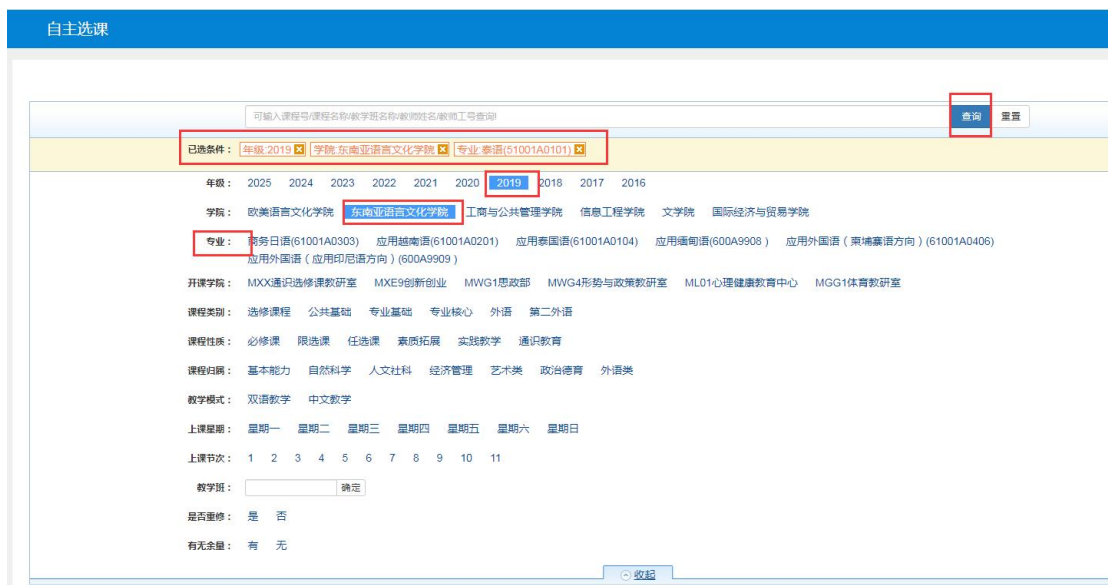 自主选课
可输入课程号/课程名称/教学班名称/教师姓名/教师工号查询! 查询 重置
已选条件： 年级:2019 学院:东南亚语言文化学院 专业:泰语(51001A0101)
年级： 2025 2024 2023 2022 2021 2020 2019 2018 2017 2016
学院： 欧美语言文化学院 东南亚语言文化学院 工商与公共管理学院 信息工程学院 文学院 国际经济与贸易学院
专业： 商务日语(61001A0303) 应用越南语(61001A0201) 应用泰国语(61001A0104) 应用缅甸语(600A9908 ) 应用外国语 ( 柬埔寨语方向 ) (61001A0406)
应用外国语 ( 应用印尼语方向 ) (600A9909 )
开课学院： MXX通识选修课教研室 MXE9创新创业 MWG1思政部 MWG4形势与政策教研室 ML01心理健康教育中心 MGG1体育教研室
课程类别： 选修课程 公共基础 专业基础 专业核心 外语 第二外语
课程性质： 必修课 限选课 任选课 素质拓展 实践教学 通识教育
课程归属： 基本能力 自然科学 人文社科 经济管理 艺术类 政治德育 外语类
教学模式： 双语教学 中文教学
上课星期： 星期一 星期二 星期三 星期四 星期五 星期六 星期日
上课节次： 1 2 3 4 5 6 7 8 9 10 11
教学班： 确定
是否重修： 是 否
有无余量： 有 无
收起